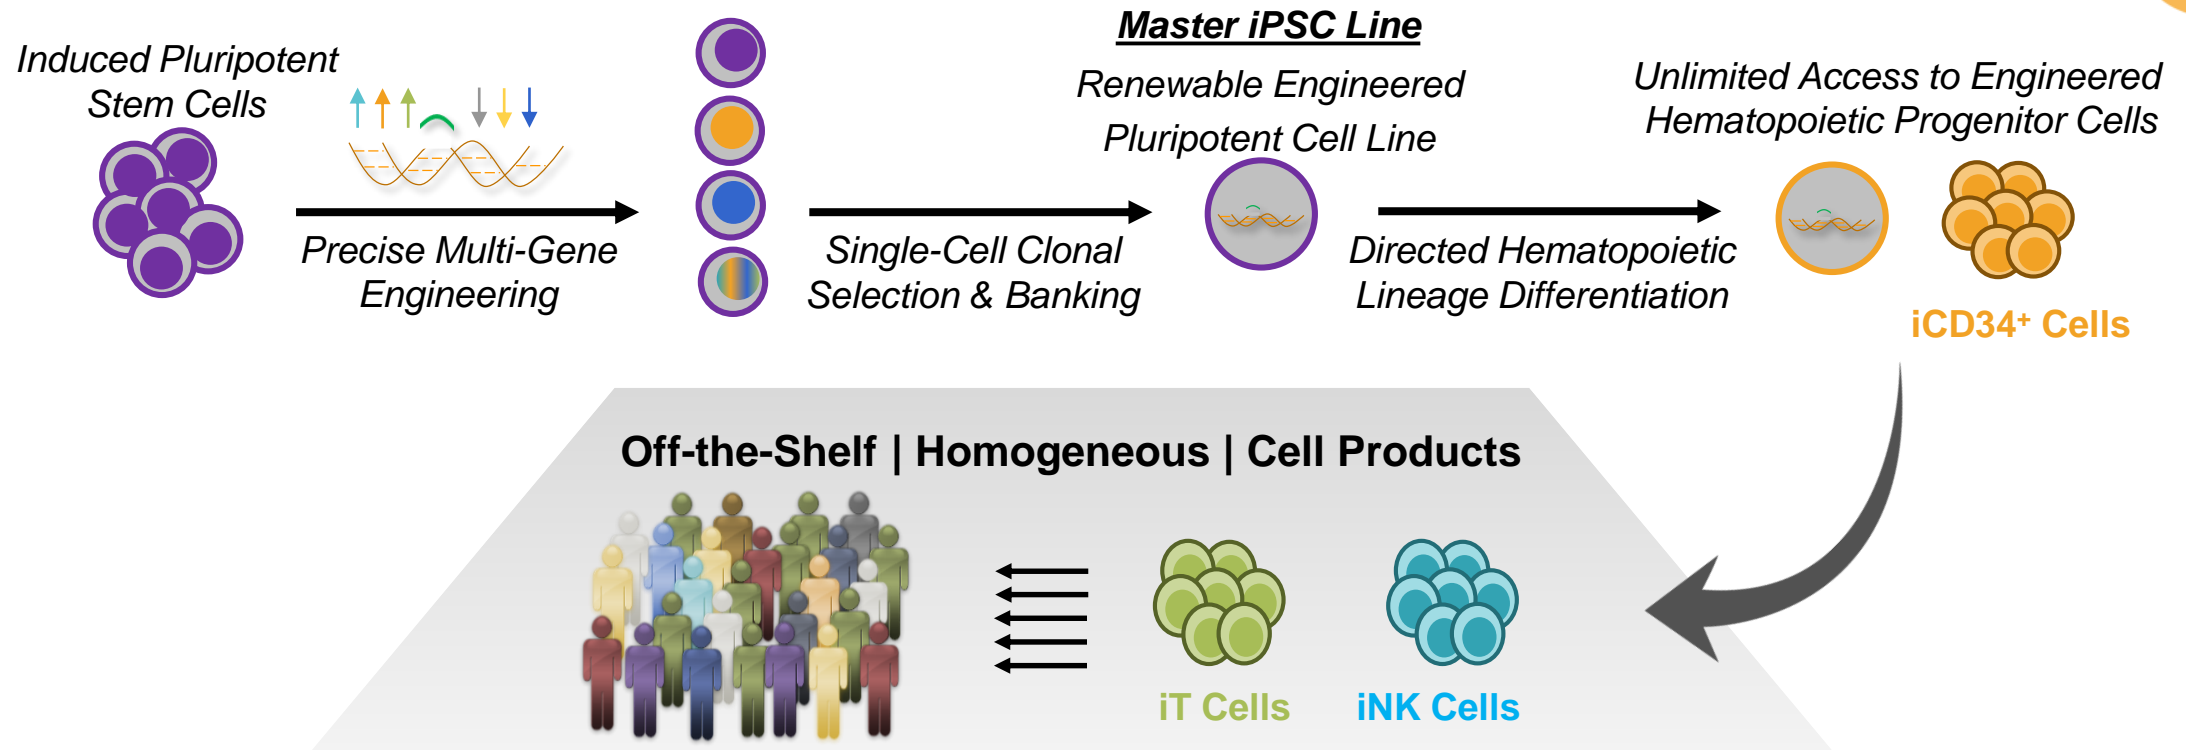 Induced Pluripotent
Stem Cells
Precise Multi-Gene
Engineering
Single-Cell Clonal
Selection & Banking
Master iPSC Line
Renewable Engineered
Pluripotent Cell Line
Directed Hematopoietic
Lineage Differentiation
Unlimited Access to Engineered
Hematopoietic Progenitor Cells
iCD34⁺ Cells
Off-the-Shelf | Homogeneous | Cell Products
iT Cells
iNK Cells